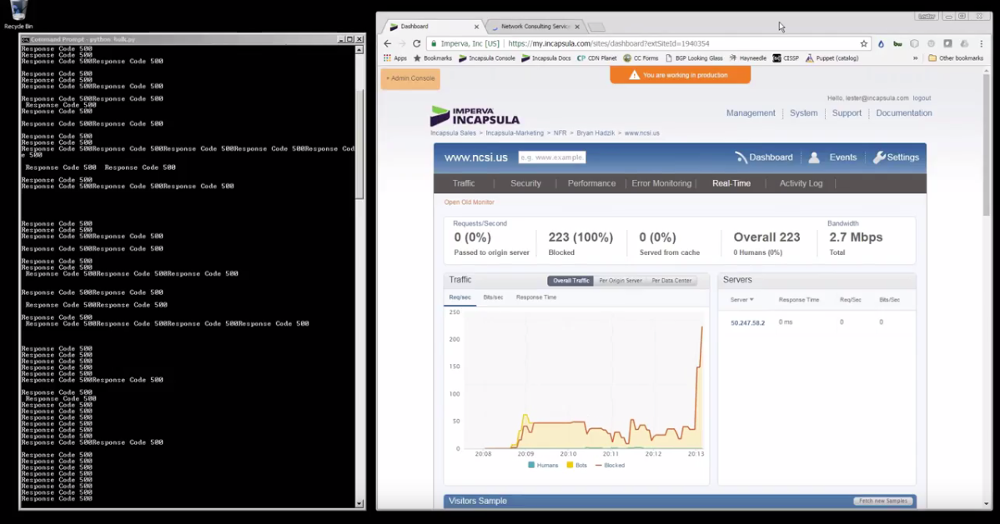 Recycle Bin
Command Prompt - python hulk.py
Response Code 500
Response Code 500
Response Code 500Response Code 500
Response Code 500
Response Code 500
Response Code 500Response Code 500
Response Code 500Response Code 500
Response Code 500
Response Code 500
Response Code 500Response Code 500
Response Code 500
Response Code 500
Response Code 500Response Code 500Response Code 500Response Cod
e 500
Response Code 500  Response Code 500
Response Code 500
Response Code 500Response Code 500Response Code 500
Response Code 500
Response Code 500
Response Code 500Response Code 500
Response Code 500Response Code 500
Response Code 500
Response Code 500
Response Code 500Response Code 500Response Code 500
Response Code 500Response Code 500
Response Code 500Response Code 500
Response Code 500
Response Code 500Response Code 500Response Code 500Response Code 500
Response Code 500
Response Code 500
Response Code 500
Response Code 500
Response Code 500
Response Code 500Response Code 500
Response Code 500
Response Code 500
Response Code 500
Response Code 500
Response Code 500
Response Code 500
Response Code 500
Response Code 500
Response Code 500Response Code 500
Response Code 500
Response Code 500
Response Code 500
Response Code 500
Response Code 500
Response Code 500
Response Code 500
Response Code 500
Dashboard
Network Consulting Servic
Imperva, Inc [US]
https://my.incapsula.com/sites/dashboard?extSiteId=1940354
Apps Bookmarks Incapsula Console Incapsula Docs CDN Planet CC Forms BGP Looking Glass Hayneedle CISSP Puppet (catalog) » Other bookmarks
+ Admin Console
You are working in production
Hello, lester@incapsula.com logout
IMPERVA
INCAPSULA
Management System Support Documentation
Incapsula Sales > Incapsula-Marketing > NFR > Bryan Hadzik > www.ncsi.us
www.ncsi.us e.g. www.example. Dashboard Events Settings
Traffic Security Performance Error Monitoring Real-Time Activity Log
Open Old Monitor
Requests/Second Bandwidth
0 (0%) 223 (100%) 0 (0%) Overall 223 2.7 Mbps
Passed to origin server Blocked Served from cache 0 Humans (0%) Total
Traffic Overall Traffic Per Origin Server Per Data Center
Req/sec Bits/sec Response Time
250
200
150
100
50
0
20:08 20:09 20:10 20:11 20:12 20:13
Humans Bots Blocked
Servers
Server Response Time Req/Sec Bits/Sec
50.247.58.2 0 ms 0 0
Visitors Sample Fetch new Samples